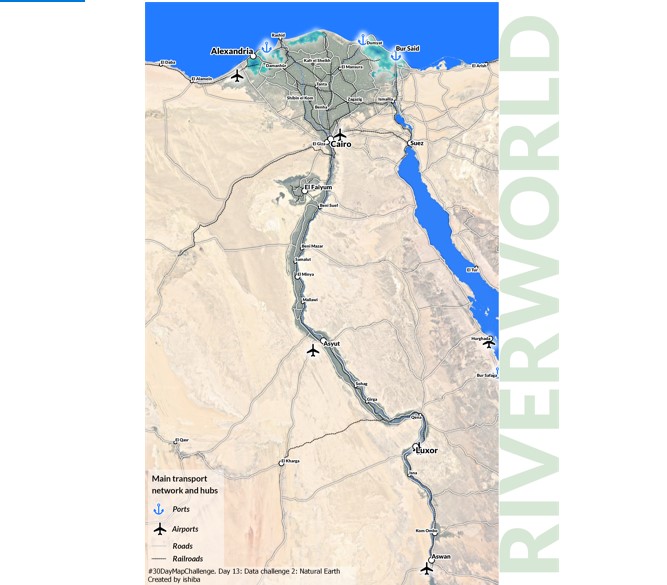 Rashid
Alexandria
Dumyat
Bur Said
El Daba
El Alamein
Damanhûr
Kafr el Sheikh
El Mansura
El Arish
Tanta
Shibin el Kom
Zagazig
Ismailia
Benha
El Giza
Cairo
Suez
El Faiyum
Beni Suef
Beni Mazar
Samalut
El Minya
Mallawi
El Tur
Asyut
Hurghada
Bur Safaga
Sohag
Girga
Qena
El Qasr
El Kharga
Luxor
Isna
Kom Ombo
Aswan
Main transport
network and hubs
Ports
Airports
Roads
Railroads
#30DayMapChallenge. Day 13: Data challenge 2: Natural Earth
Created by ishiba
RIVERWORLD